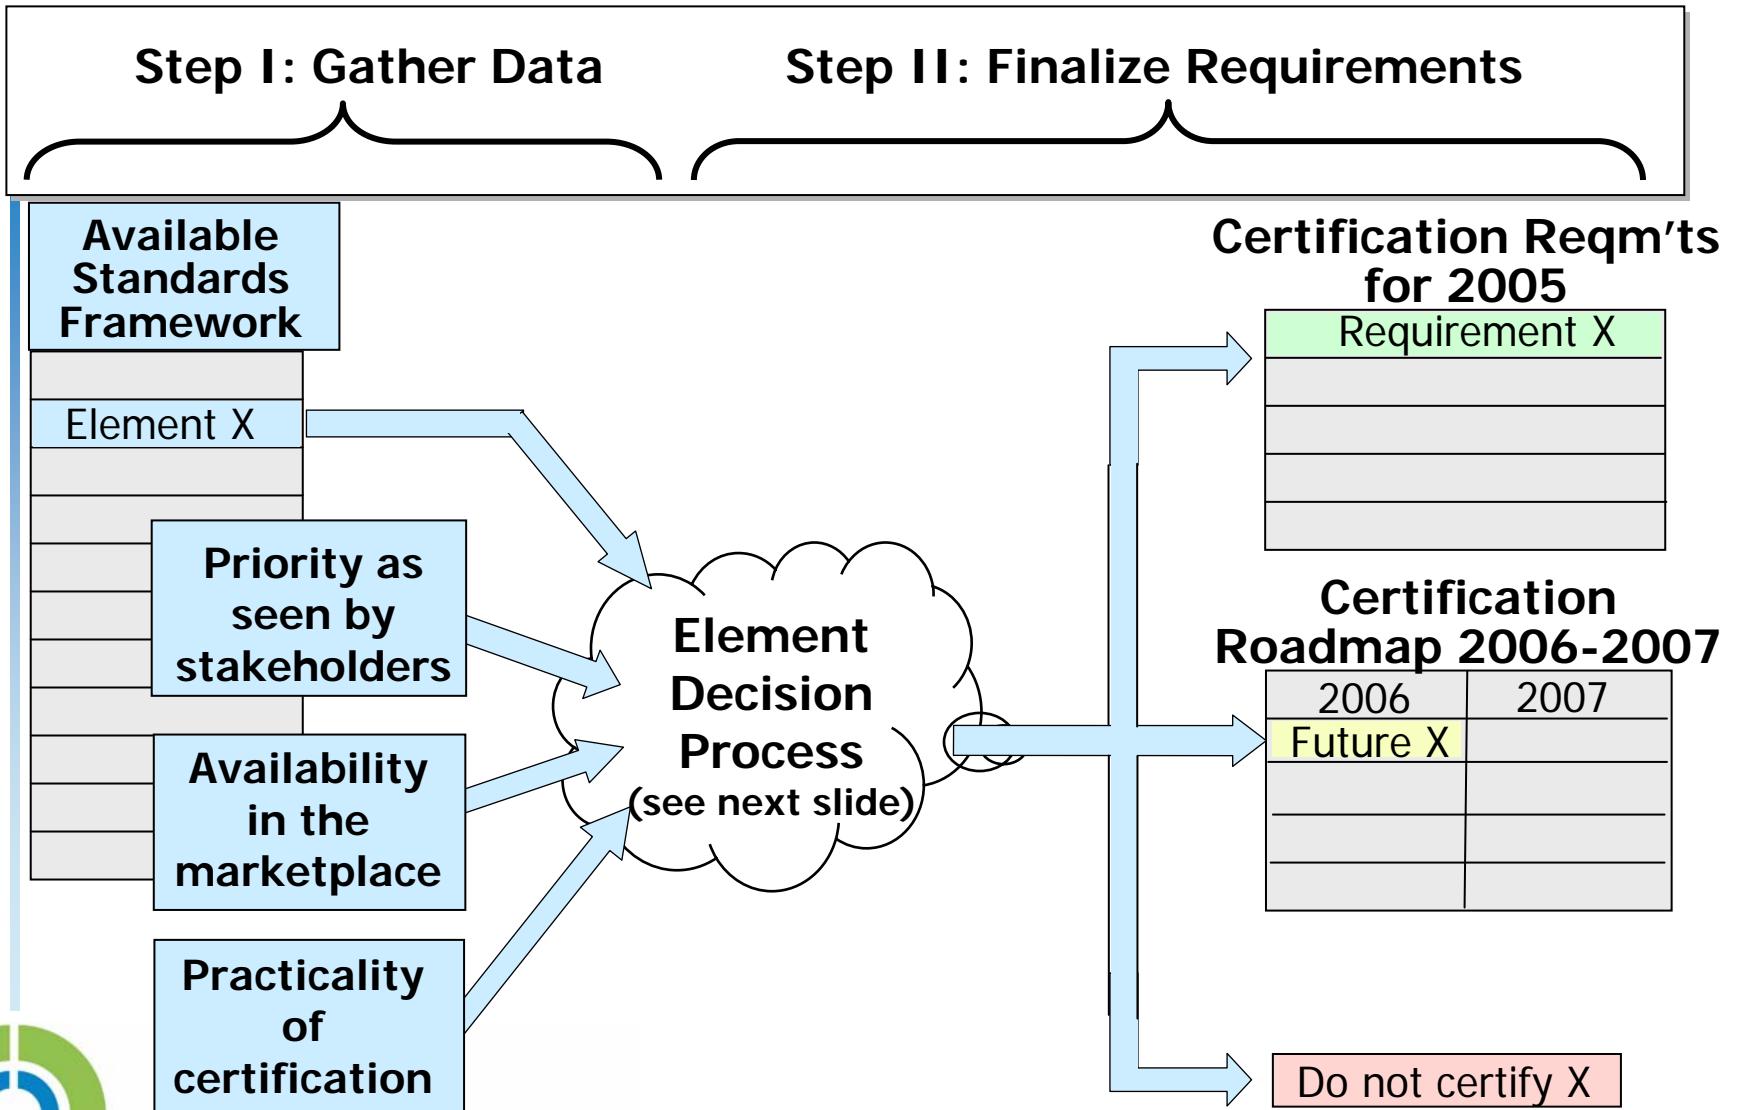 Step I: Gather Data
Step II: Finalize Requirements
Available
Standards
Framework
Element X
Priority as
seen by
stakeholders
Availability
in the
marketplace
Practicality
of
certification
Element
Decision
Process
(see next slide)
Certification Reqm’ts
for 2005
Requirement X
Certification
Roadmap 2006-2007
2006 2007
Future X
Do not certify X